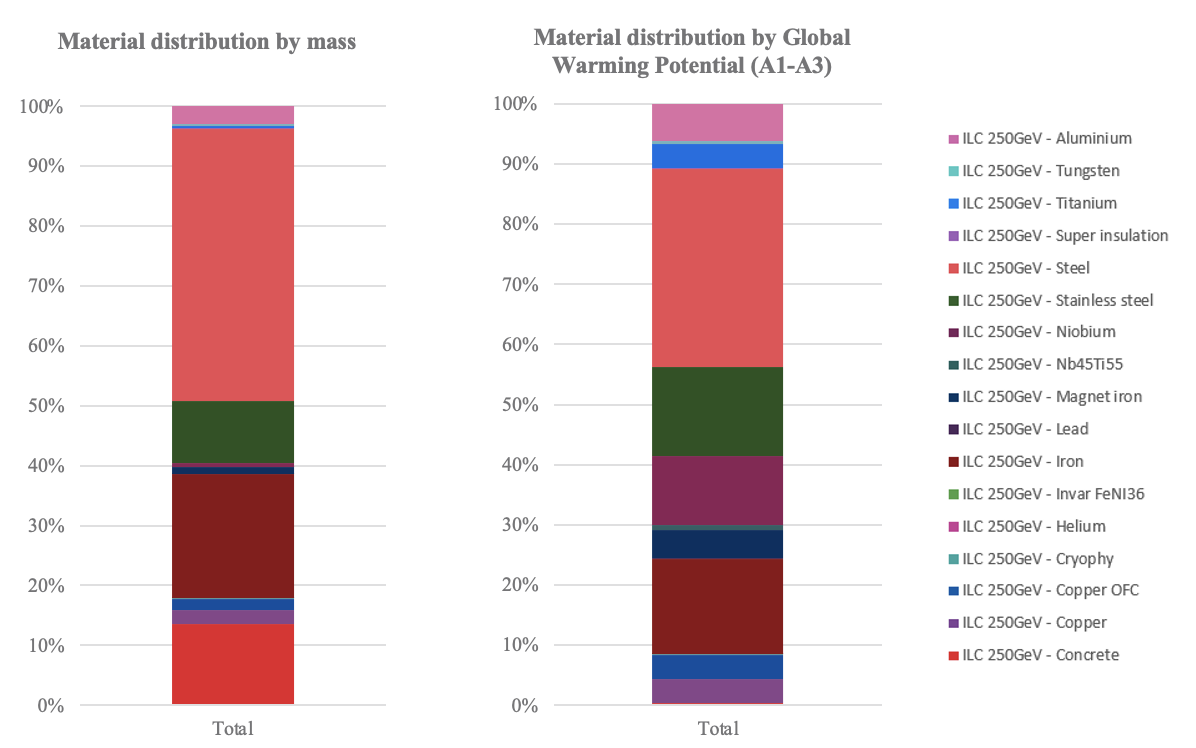 Material distribution by mass
100%
90%
80%
70%
60%
50%
40%
30%
20%
10%
0%
Total
Material distribution by Global
Warming Potential (A1-A3)
100%
90%
80%
70%
60%
50%
40%
30%
20%
10%
0%
Total
ILC 250GeV - Aluminium
ILC 250GeV - Tungsten
ILC 250GeV - Titanium
ILC 250GeV - Super insulation
ILC 250GeV - Steel
ILC 250GeV - Stainless steel
ILC 250GeV - Niobium
ILC 250GeV - Nb45Ti55
ILC 250GeV - Magnet iron
ILC 250GeV - Lead
ILC 250GeV - Iron
ILC 250GeV - Invar FeNI36
ILC 250GeV - Helium
ILC 250GeV - Cryophy
ILC 250GeV - Copper OFC
ILC 250GeV - Copper
ILC 250GeV - Concrete